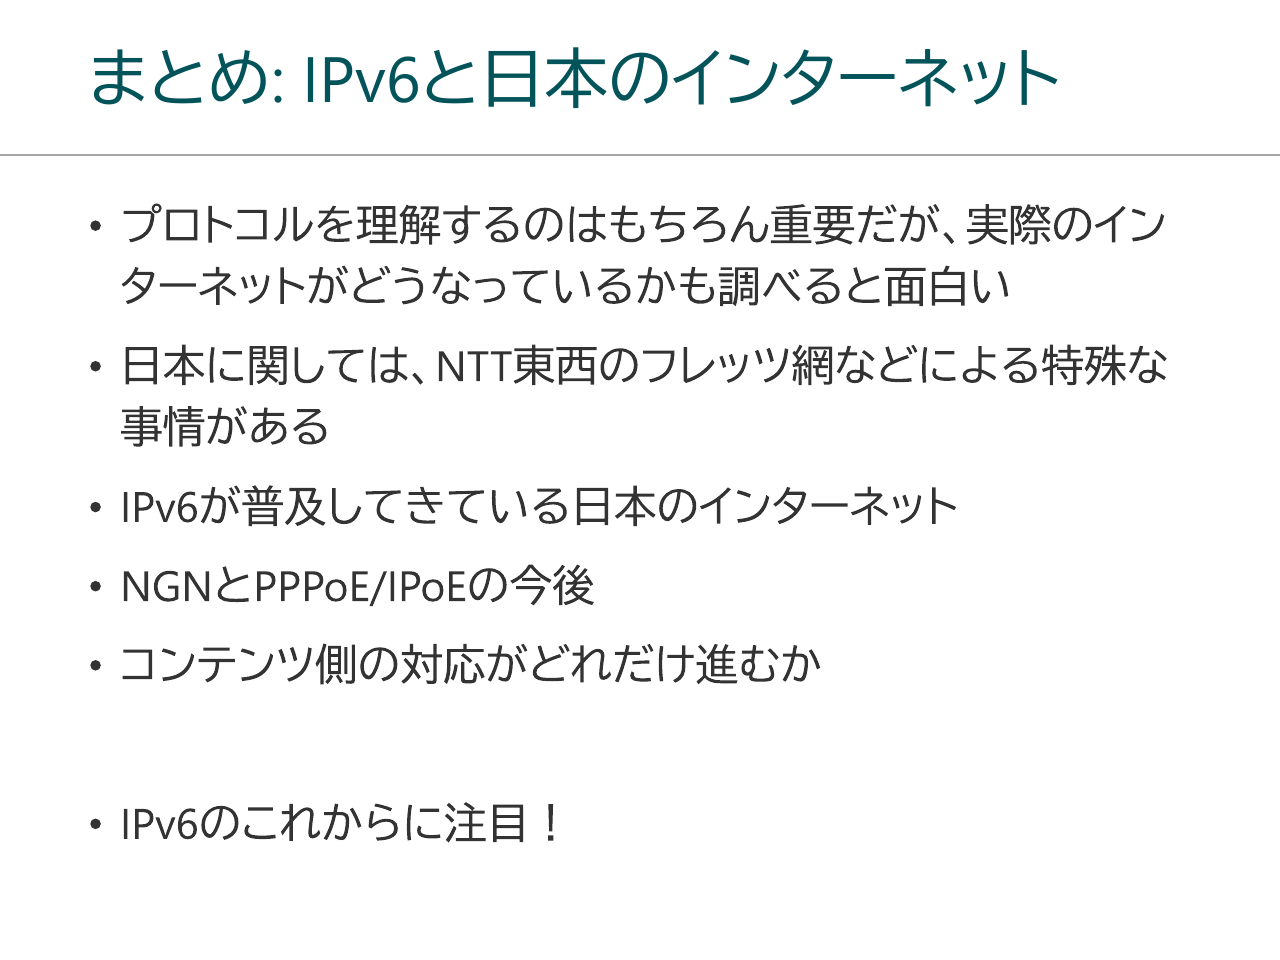 まとめ: IPv6と日本のインターネット
• プロトコルを理解するのはもちろん重要だが、実際のイン
ターネットがどうなっているかも調べると面白い
• 日本に関しては、NTT東西のフレッツ網などによる特殊な
事情がある
• IPv6が普及してきている日本のインターネット
• NGNとPPPoE/IPoEの今後
• コンテンツ側の対応がどれだけ進むか
• IPv6のこれからに注目！